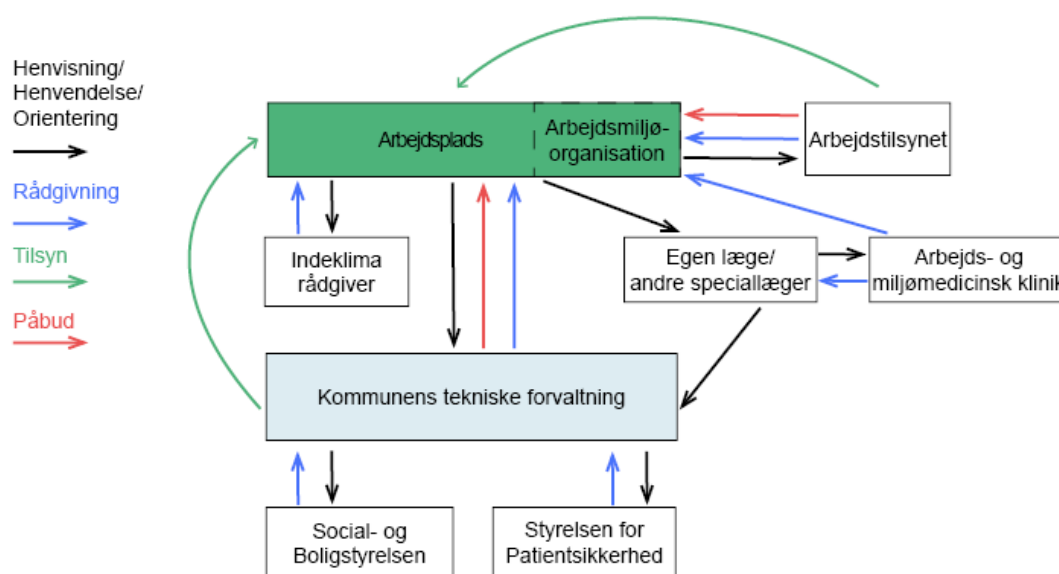 Henvisning/
Henvendelse/
Orientering
Rådgivning
Tilsyn
Påbud
Arbejdsplads
Arbejdsmiljø-
organisation
Arbejdstilsynet
Indeklima
rådgiver
Egen læge/
andre speciallæger
Arbejds- og
miljømedicinsk klinik
Kommunens tekniske forvaltning
Social- og
Boligstyrelsen
Styrelsen for
Patientsikkerhed